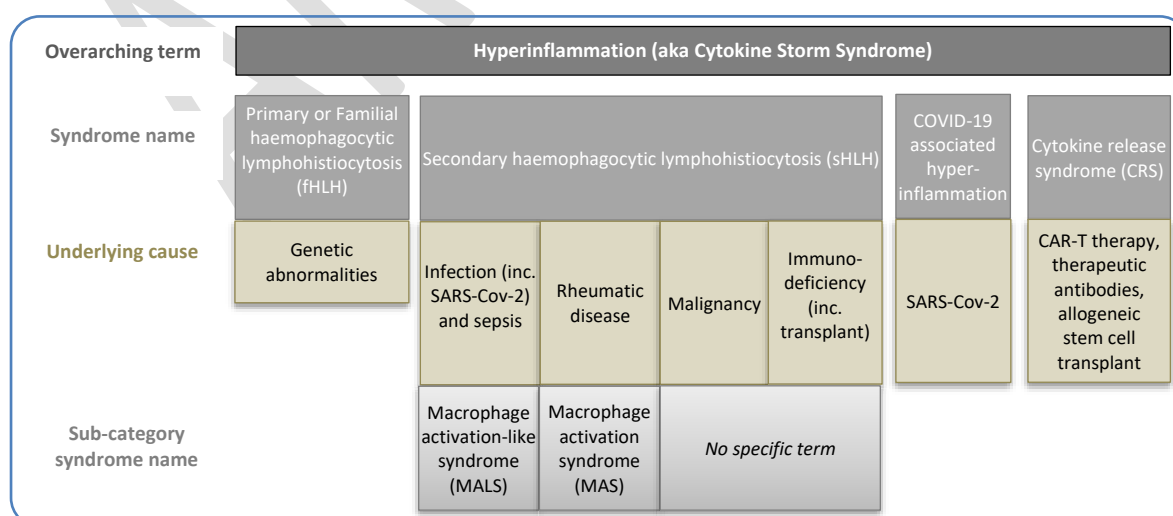 Overarching term
Hyperinflammation (aka Cytokine Storm Syndrome)
Syndrome name
Primary or Familial
haemophagocytic
lymphohistiocytosis
(fHLH)
Secondary haemophagocytic lymphohistiocytosis (sHLH)
COVID-19
associated
hyper-
inflammation
Cytokine release
syndrome (CRS)
Underlying cause
Genetic
abnormalities
Infection (inc.
SARS-Cov-2)
and sepsis
Rheumatic
disease
Malignancy
Immuno-
deficiency
(inc.
transplant)
SARS-Cov-2
CAR-T therapy,
therapeutic
antibodies,
allogeneic
stem cell
transplant
Sub-category
syndrome name
Macrophage
activation-like
syndrome
(MALS)
Macrophage
activation
syndrome
(MAS)
No specific term